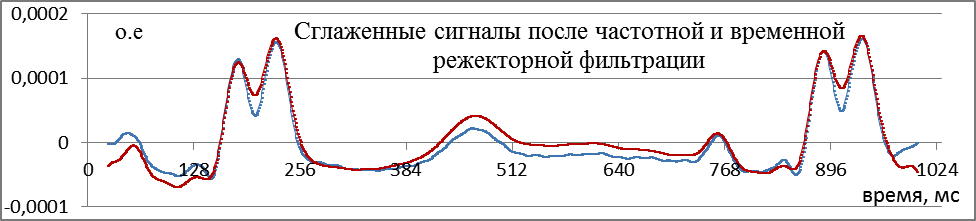 0,0002
о.е
Сглаженные сигналы после частотной и временной
режекторной фильтрации
0,0001
0
0 128 256 384 512 640 768 896 1024
время, мс
-0,0001